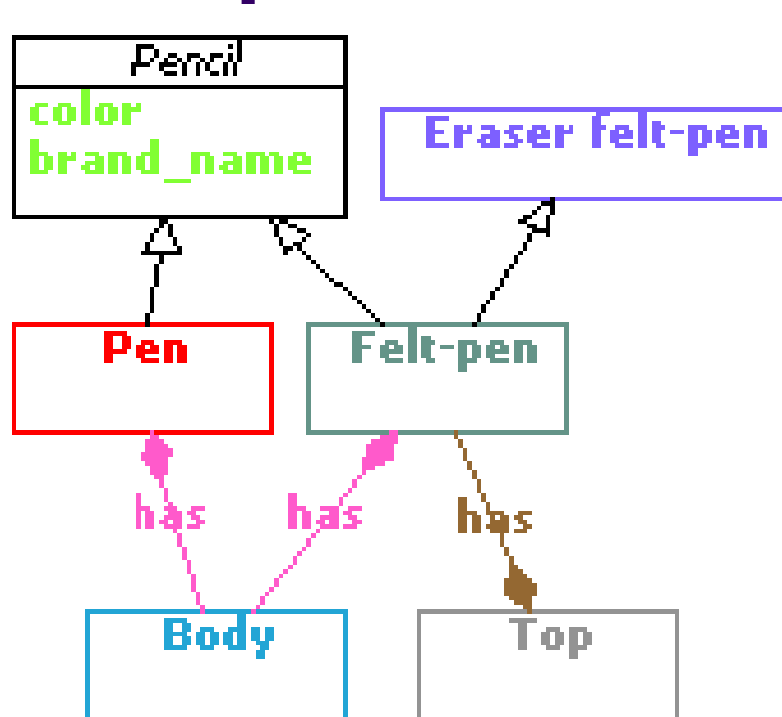 Pencil
color
brand_name
Eraser felt-pen
Pen
Felt-pen
has
has
has
Body
Top